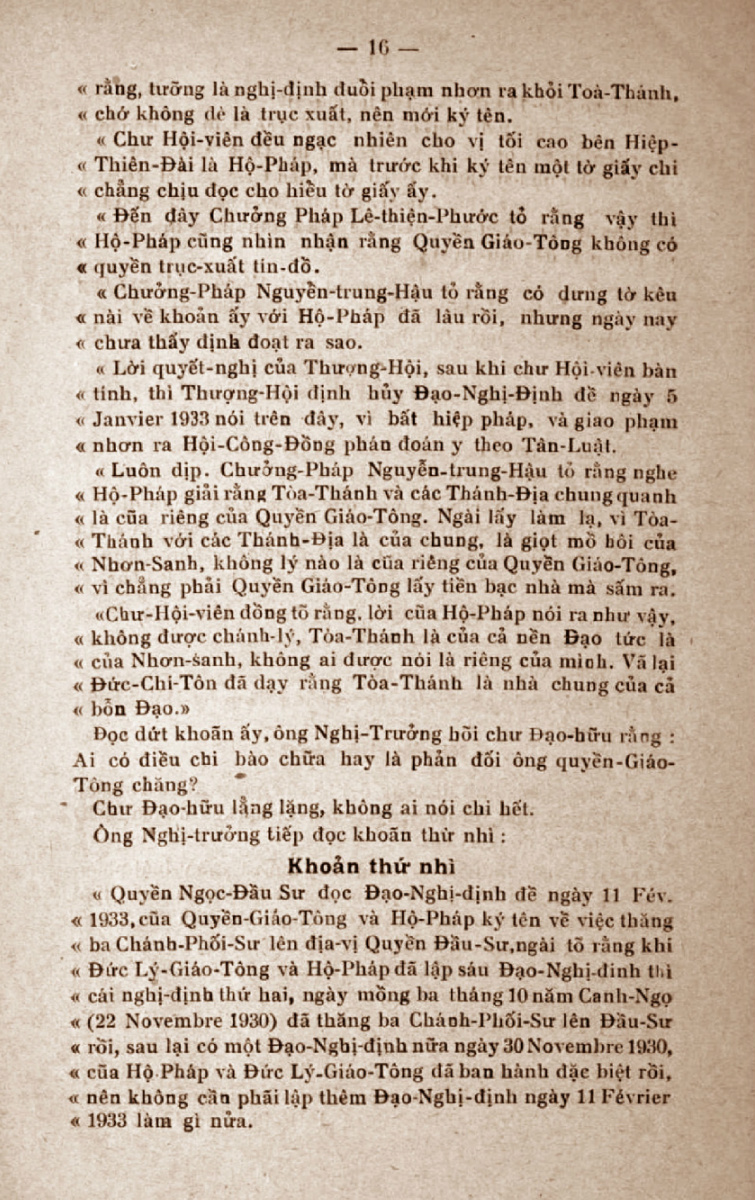 — 16 —
« rằng, tưởng là nghị-định đuổi phạm nhơn ra khỏi Toà-Thánh,
« chớ không dè là trục xuất, nên mới ký tên.
« Chư Hội-viên đều ngạc nhiên cho vị tối cao bên Hiệp-
« Thiên-Đài là Hộ-Pháp, mà trước khi ký tên một tờ giấy chi
« chẳng chịu đọc cho hiểu tờ giấy ấy.
« Đến đây Chưởng Pháp Lê-thiện-Phước tỏ rằng vậy thì
« Hộ-Pháp cũng nhìn nhận rằng Quyền Giáo-Tông không có
« quyền trục-xuất tín-đồ.
« Chưởng-Pháp Nguyễn-trung-Hậu tỏ rằng có dưng tờ kêu
« nài về khoản ấy với Hộ-Pháp đã lâu rồi, nhưng ngày nay
« chưa thấy định đoạt ra sao.
« Lời quyết-nghị của Thượng-Hội, sau khi chư Hội-viên bàn
« tính, thì Thượng-Hội định hủy Đạo-Nghị-Định đề ngày 5
« Janvier 1933 nói trên đây, vì bất hiệp pháp, và giao phạm
« nhơn ra Hội-Công-Đồng phán đoán y theo Tân-Luật.
« Luôn dịp. Chưởng-Pháp Nguyễn-trung-Hậu tỏ rằng nghe
« Hộ-Pháp giải rằng Tòa-Thánh và các Thánh-Địa chung quanh
« là cũa riêng của Quyền Giáo-Tông. Ngài lấy làm lạ, vì Tòa-
« Thánh với các Thánh-Địa là của chung, là giọt mồ hôi của
« Nhơn-Sanh, không lý nào là cũa riêng của Quyền Giáo-Tông,
« vì chẳng phải Quyền Giáo-Tông lấy tiền bạc nhà mà sắm ra.
«Chư-Hội-viên đồng tõ rằng. lời cũa Hộ-Pháp nói ra như vậy,
« không được chánh-lý, Tòa-Thánh là của cả nền Đạo tức là
« của Nhơn-sanh, không ai được nói là riêng của mình. Vã lại
« Đức-Chí-Tôn đã dạy rằng Tòa-Thánh là nhà chung của cả
« bổn Đạo.»
Đọc dứt khoãn ấy, ông Nghị-Trưởng hõi chư Đạo-hữu rằng :
Ai có điều chi bào chữa hay là phản đối ông quyền-Giáo-
Tông chăng?
Chư Đạo-hữu lẳng lặng, không ai nói chi hết.
Ông Nghị-trưởng tiếp đọc khoãn thừ nhì :
Khoản thứ nhì
« Quyền Ngọc-Đầu Sư đọc Đạo-Nghị-định đề ngày 11 Fév.
« 1933, của Quyền-Giáo-Tông và Hộ-Pháp ký tên về việc thăng
« ba Chánh-Phối-Sư lên địa-vị Quyền Đầu-Sư, ngài tõ rằng khi
« Đức Lý-Giáo-Tông và Hộ-Pháp đã lập sáu Đạo-Nghị-đinh thì
« cái nghị-định thứ hai, ngày mồng ba tháng 10 năm Canh-Ngọ
« (22 Novembre 1930) đã thăng ba Chánh-Phối-Sư lên Đầu-Sư
« rồi, sau lại có một Đạo-Nghị-định nữa ngày 30 Novembre 1930,
« cũa Hộ Pháp và Đức Lý-Giáo-Tông đã ban hành đặc biệt rồi,
« nên không cần phãi lập thêm Đạo-Nghị-định ngày 11 Février
« 1933 làm gì nửa.